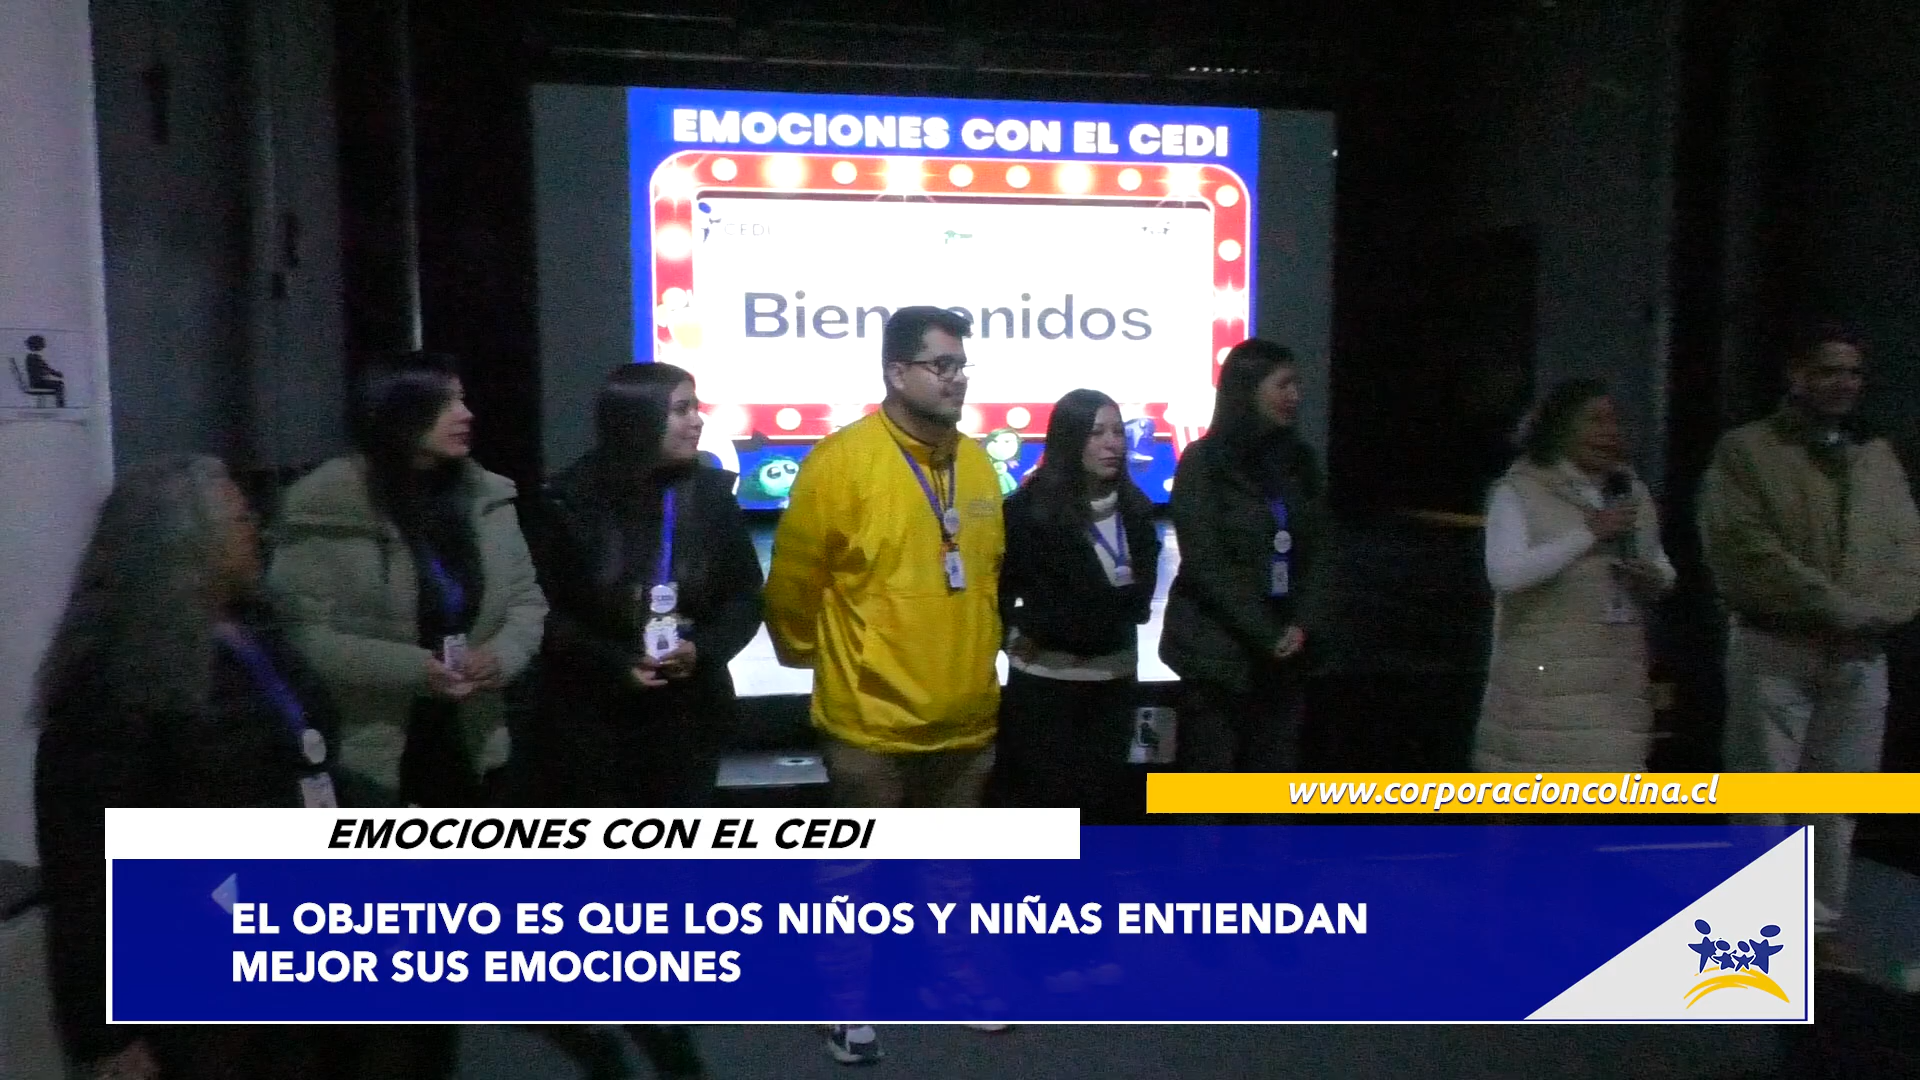 EMOCIONES CON EL CEDI
CEDI
Bienvenidos
www.corporacioncolina.cl
EMOCIONES CON EL CEDI
EL OBJETIVO ES QUE LOS NIÑOS Y NIÑAS ENTIENDAN
MEJOR SUS EMOCIONES